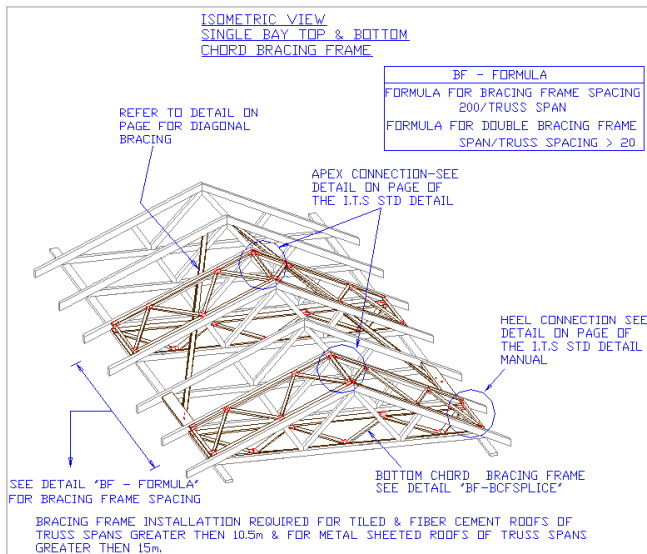 ISOMETRIC VIEW
SINGLE BAY TOP & BOTTOM
CHORD BRACING FRAME
BF - FORMULA
FORMULA FOR BRACING FRAME SPACING
200/TRUSS SPAN
FORMULA FOR DOUBLE BRACING FRAME
SPAN/TRUSS SPACING > 20
REFER TO DETAIL ON
PAGE FOR DIAGONAL
BRACING
APEX CONNECTION-SEE
DETAIL ON PAGE OF
THE I.T.S STD DETAIL
HEEL CONNECTION SEE
DETAIL ON PAGE OF
THE I.T.S STD DETAIL
MANUAL
BOTTOM CHORD BRACING FRAME
SEE DETAIL "BF-BCFSPLICE"
SEE DETAIL "BF - FORMULA"
FOR BRACING FRAME SPACING
BRACING FRAME INSTALLATTION REQUIRED FOR TILED & FIBER CEMENT ROOFS OF
TRUSS SPANS GREATER THEN 10.5m & FOR METAL SHEETED ROOFS OF TRUSS SPANS
GREATER THEN 15m.